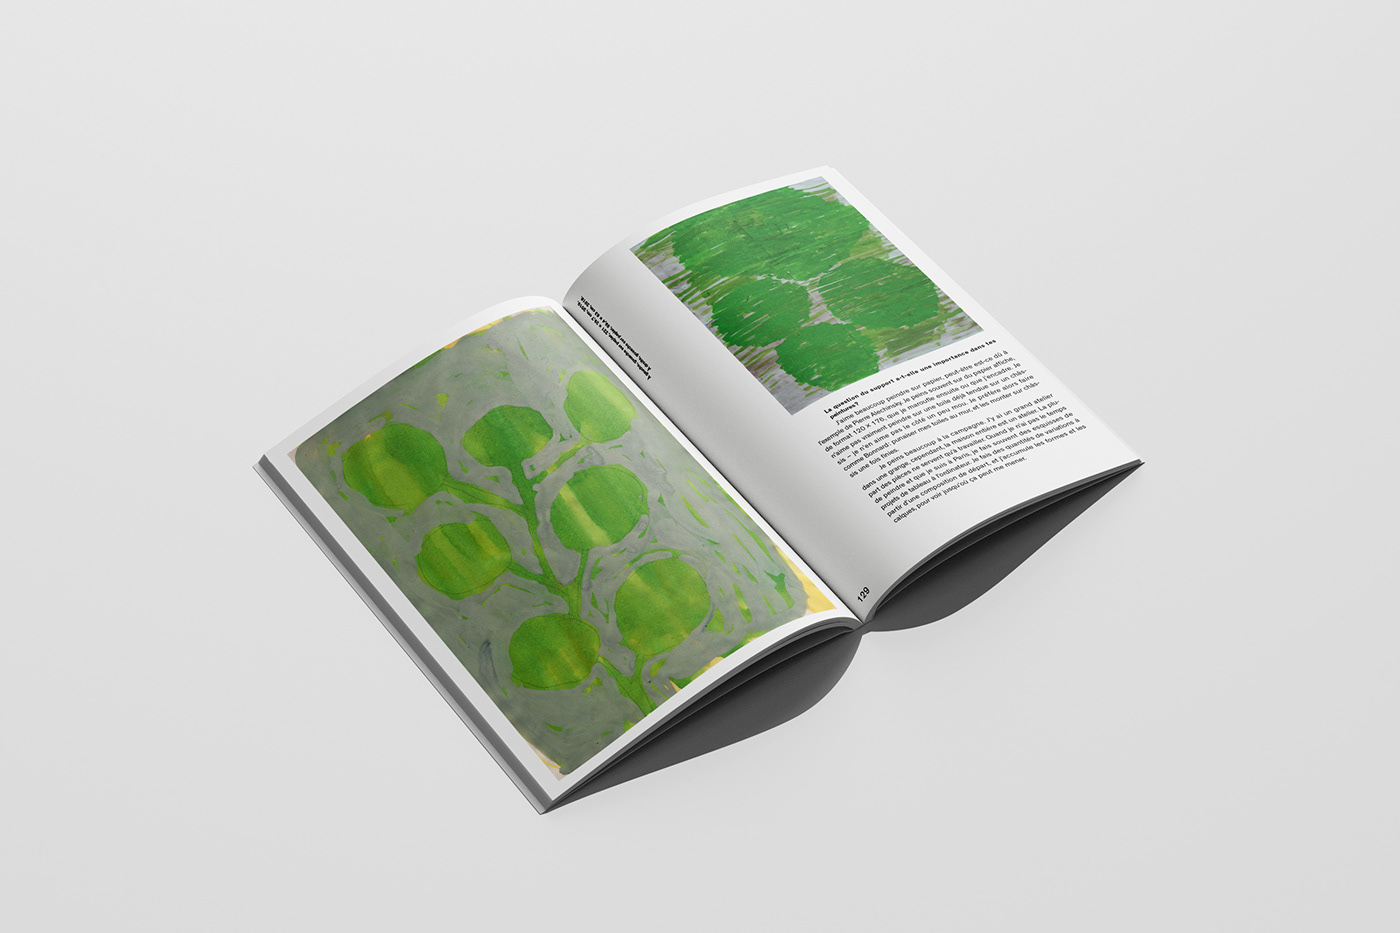 La question du support a-t-elle une importance dans tes
peintures ?
J'aime beaucoup peindre sur papier, peut-être est-ce dû à
l'exemple de Pierre Alechinsky. Je peins souvent sur du papier affiche,
de format 120 × 176, que je maroufle ensuite ou que j'encadre. Je
n'aime pas vraiment peindre sur une toile déjà tendue sur un châs-
sis – je n'en aime pas le côté un peu mou. Je préfère alors faire
comme Bonnard: punaiser mes toiles au mur, et les monter sur châs-
sis une fois finies.
Je peins beaucoup à la campagne. J'y ai un grand atelier
dans une grange, cependant, la maison entière est un atelier. La plu-
part des pièces ne servent qu'à travailler. Quand je n'ai pas le temps
de peindre et que je suis à Paris, je fais souvent des esquisses de
projets de tableau à l'ordinateur. Je fais des quantités de variations à
partir d'une composition de départ, et j'accumule les formes et les
calques, pour voir jusqu'où ça peut me mener.
129